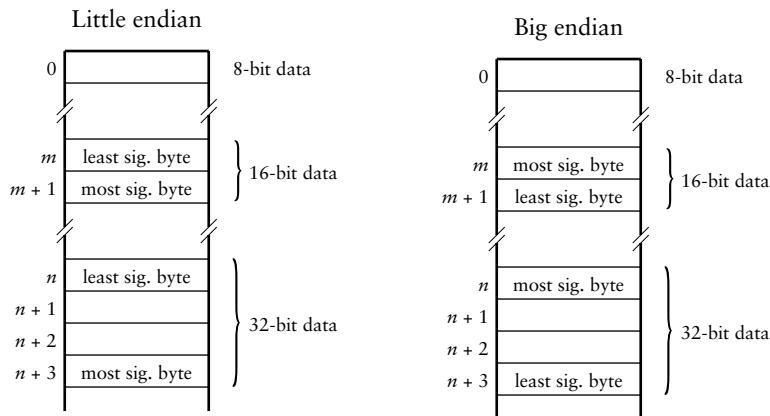 Little endian
0
8-bit data
m
least sig. byte
m + 1
most sig. byte
16-bit data
n
least sig. byte
n + 1
n + 2
n + 3
most sig. byte
32-bit data
Big endian
0
8-bit data
m
most sig. byte
m + 1
least sig. byte
16-bit data
n
most sig. byte
n + 1
n + 2
n + 3
least sig. byte
32-bit data